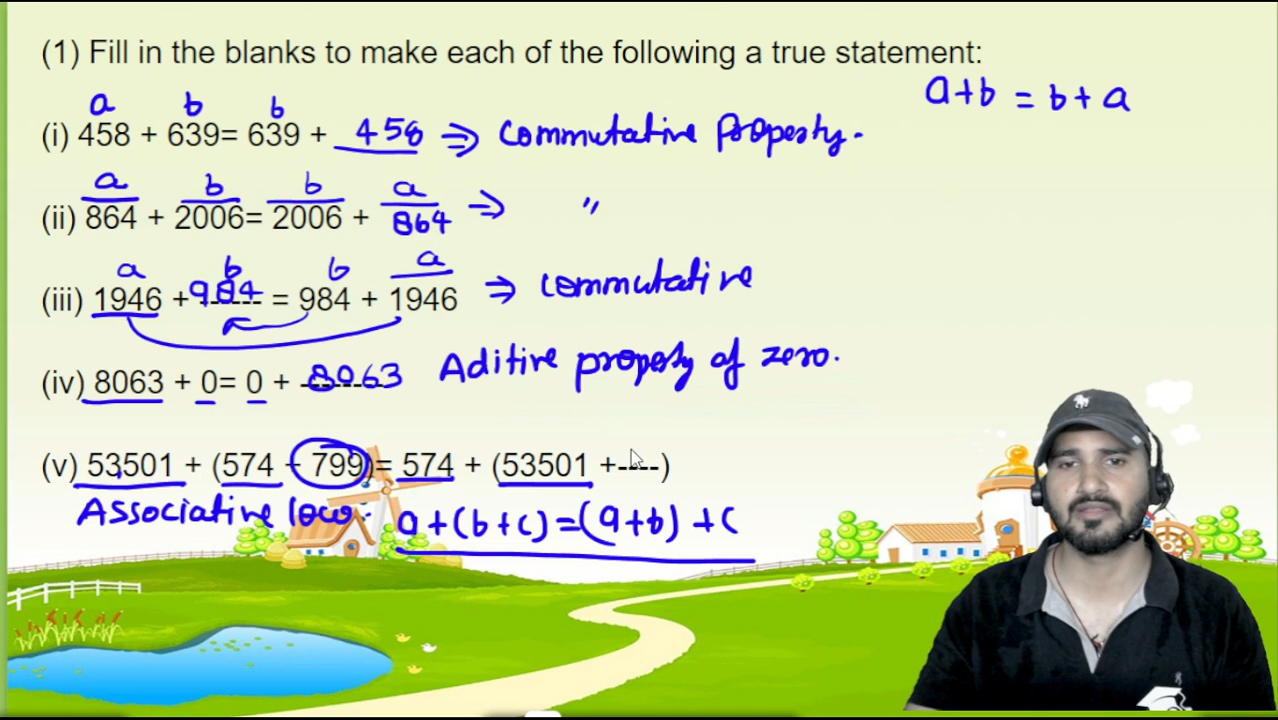 (1) Fill in the blanks to make each of the following a true statement:
a+b = b+a
a b b
(i) 458 + 639= 639 + 458 ⇒ Commutative Property.
a b b a
(ii) 864 + 2006= 2006 + 864 ⇒ "
a b b a
(iii) 1946 + 984 = 984 + 1946 ⇒ Commutative
(iv) 8063 + 0= 0 + 8063 Aditive property of zero.
(v) 53501 + (574 + 799)= 574 + (53501 +----)
Associative law. a+(b+c)=(a+b)+c